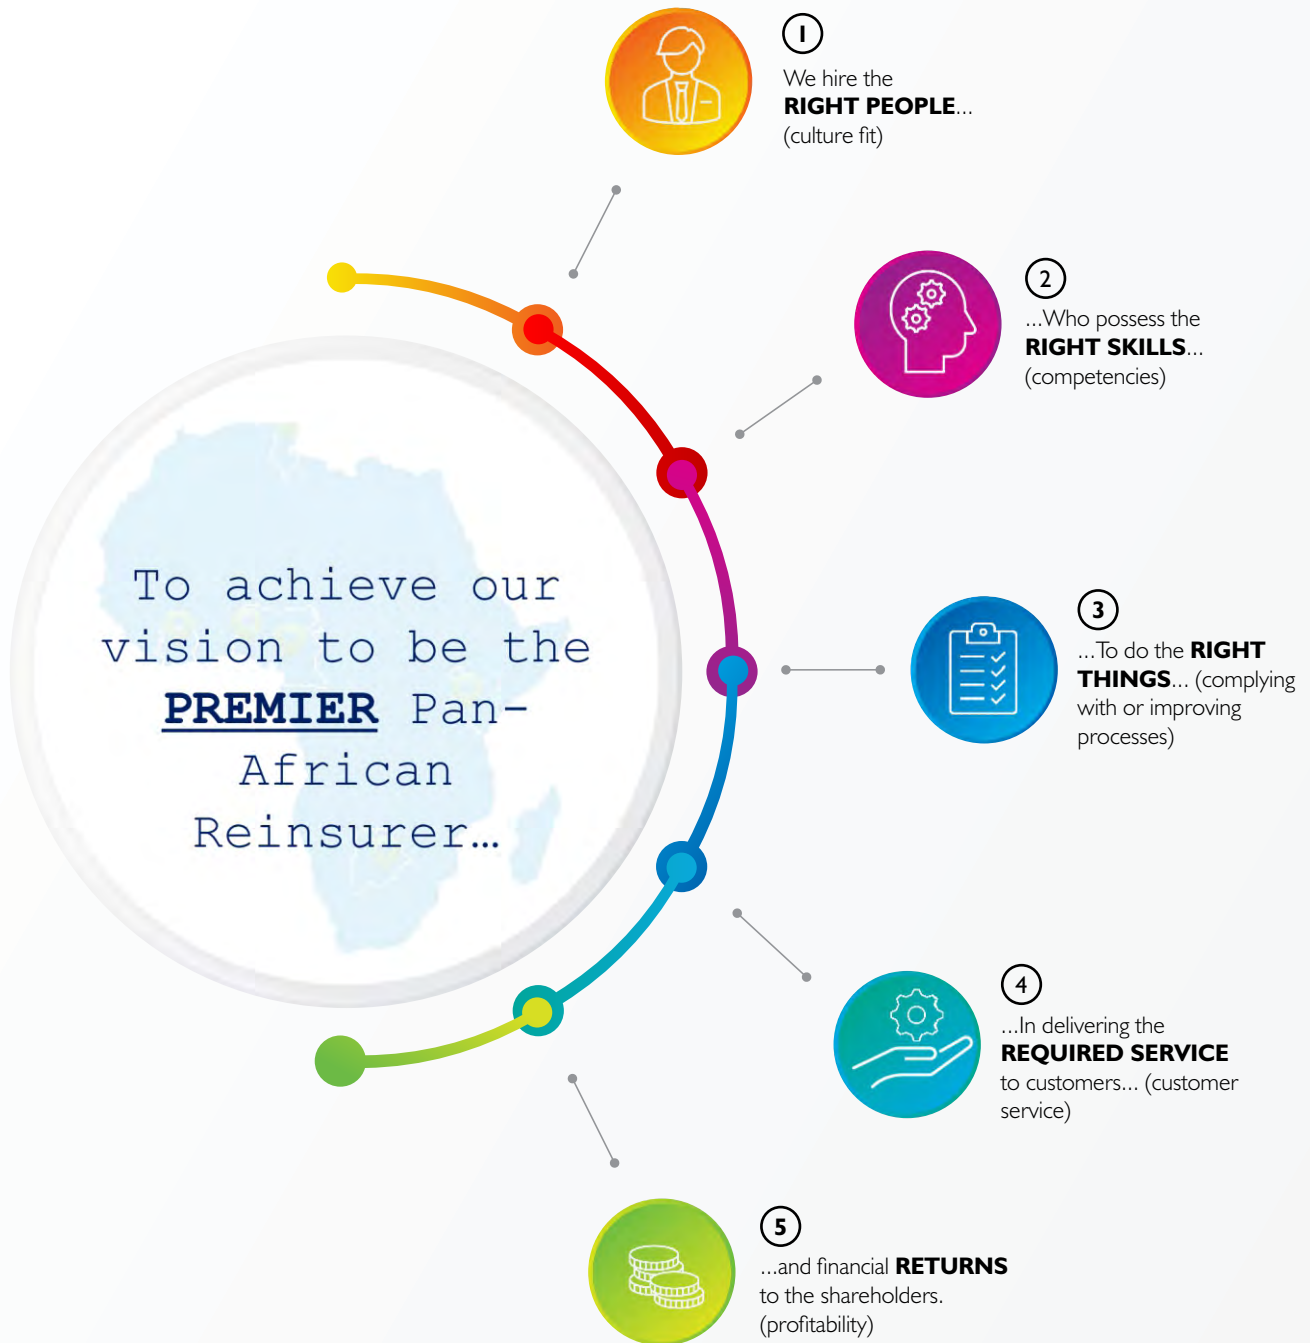 To achieve our
vision to be the
PREMIER Pan-
African
Reinsurer...
1
We hire the
RIGHT PEOPLE...
(culture fit)
2
...Who possess the
RIGHT SKILLS...
(competencies)
3
...To do the RIGHT
THINGS... (complying
with or improving
processes)
4
...In delivering the
REQUIRED SERVICE
to customers... (customer
service)
5
...and financial RETURNS
to the shareholders.
(profitability)